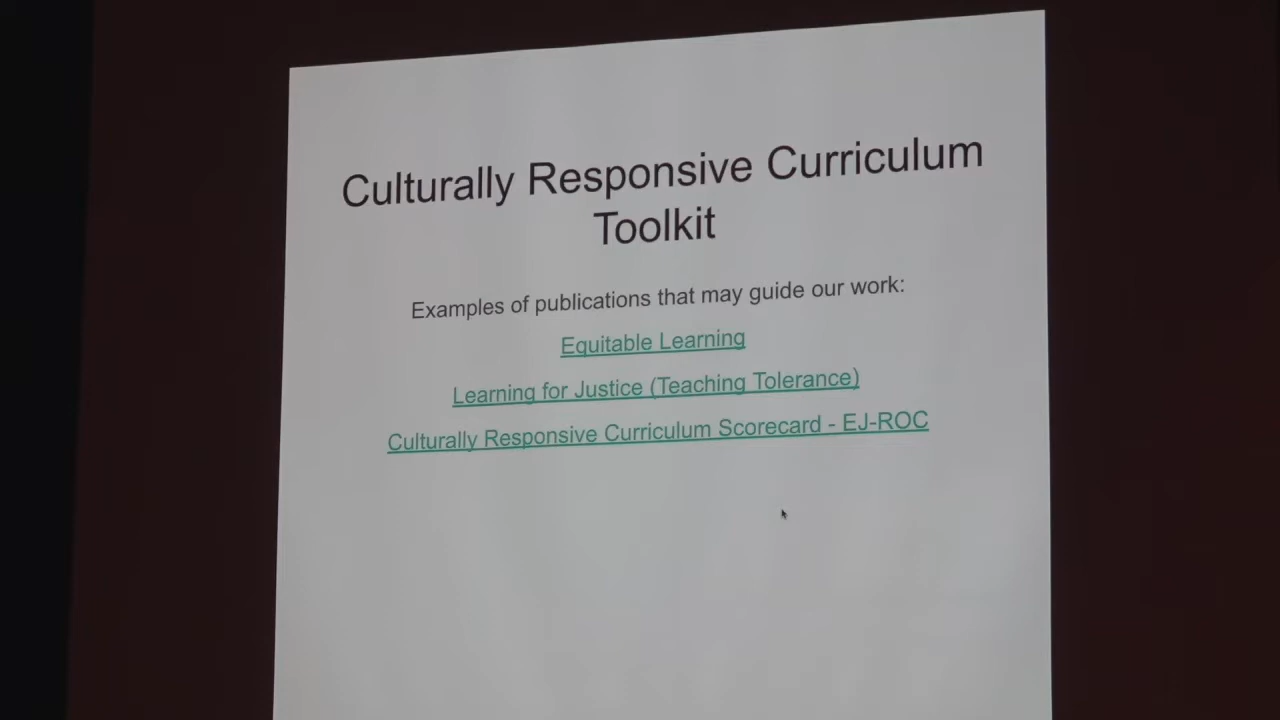 Culturally Responsive Curriculum
Toolkit
Examples of publications that may guide our work:
Equitable Learning
Learning for Justice (Teaching Tolerance)
Culturally Responsive Curriculum Scorecard - EJ-ROC